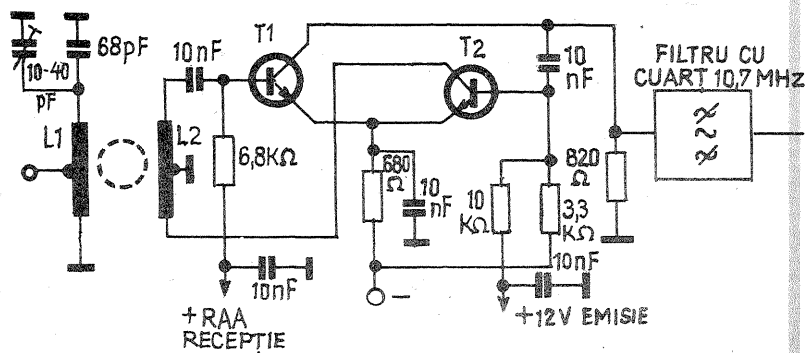 10-40
pF
68pF
L1
10nF
L2
T1
6,8KΩ
10nF
+RAA
RECEPȚIE
680
Ω
10
nF
−
T2
10
nF
10
KΩ
3,3
KΩ
10nF
+12V EMISIE
820
Ω
FILTRU CU
CUARȚ 10,7 MHz